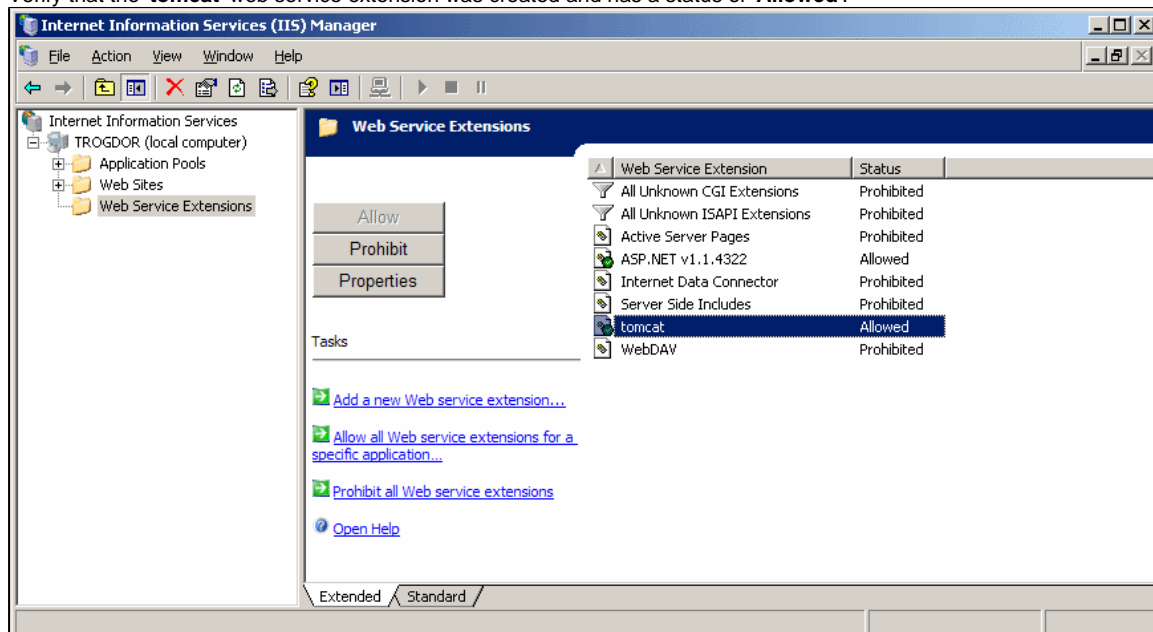 Verify that the 'tomcat' web service extension was created and has a status of 'Allowed'.
Internet Information Services (IIS) Manager
File Action View Window Help
Internet Information Services
TROGDOR (local computer)
Application Pools
Web Sites
Web Service Extensions
Web Service Extensions
Allow
Prohibit
Properties
Tasks
Add a new Web service extension...
Allow all Web service extensions for a
specific application...
Prohibit all Web service extensions
Open Help
Web Service Extension Status
All Unknown CGI Extensions Prohibited
All Unknown ISAPI Extensions Prohibited
Active Server Pages Prohibited
ASP.NET v1.1.4322 Allowed
Internet Data Connector Prohibited
Server Side Includes Prohibited
tomcat Allowed
WebDAV Prohibited
Extended Standard